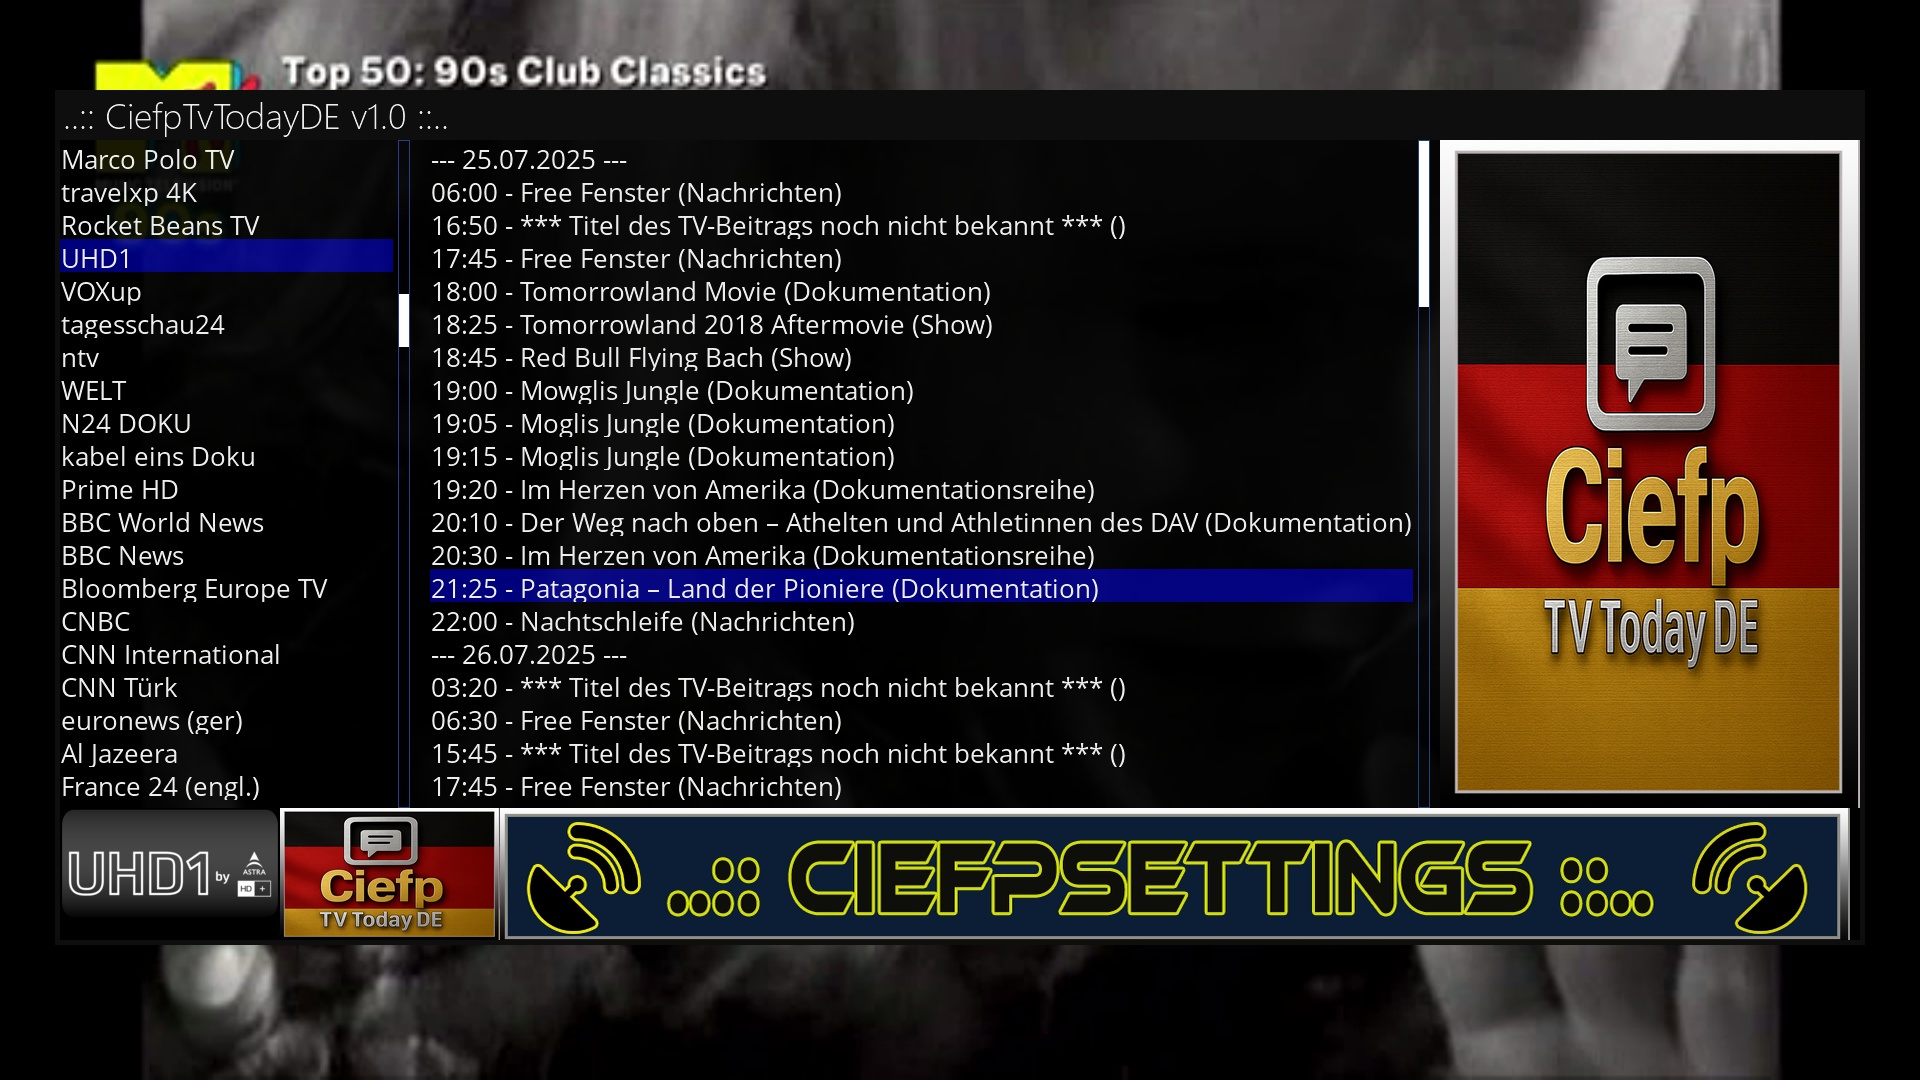 Top 50: 90s Club Classics
..:: CiefpTvTodayDE v1.0 ::..
Marco Polo TV
travelxp 4K
Rocket Beans TV
UHD1
VOXup
tagesschau24
ntv
WELT
N24 DOKU
kabel eins Doku
Prime HD
BBC World News
BBC News
Bloomberg Europe TV
CNBC
CNN International
CNN Türk
euronews (ger)
Al Jazeera
France 24 (engl.)
--- 25.07.2025 ---
06:00 - Free Fenster (Nachrichten)
16:50 - *** Titel des TV-Beitrags noch nicht bekannt *** ()
17:45 - Free Fenster (Nachrichten)
18:00 - Tomorrowland Movie (Dokumentation)
18:25 - Tomorrowland 2018 Aftermovie (Show)
18:45 - Red Bull Flying Bach (Show)
19:00 - Mowglis Jungle (Dokumentation)
19:05 - Moglis Jungle (Dokumentation)
19:15 - Moglis Jungle (Dokumentation)
19:20 - Im Herzen von Amerika (Dokumentationsreihe)
20:10 - Der Weg nach oben – Athelten und Athletinnen des DAV (Dokumentation)
20:30 - Im Herzen von Amerika (Dokumentationsreihe)
21:25 - Patagonia – Land der Pioniere (Dokumentation)
22:00 - Nachtschleife (Nachrichten)
--- 26.07.2025 ---
03:20 - *** Titel des TV-Beitrags noch nicht bekannt *** ()
06:30 - Free Fenster (Nachrichten)
15:45 - *** Titel des TV-Beitrags noch nicht bekannt *** ()
17:45 - Free Fenster (Nachrichten)
Ciefp
TV Today DE
UHD1 by ASTRA HD+
Ciefp
TV Today DE
CIEFPSETTINGS